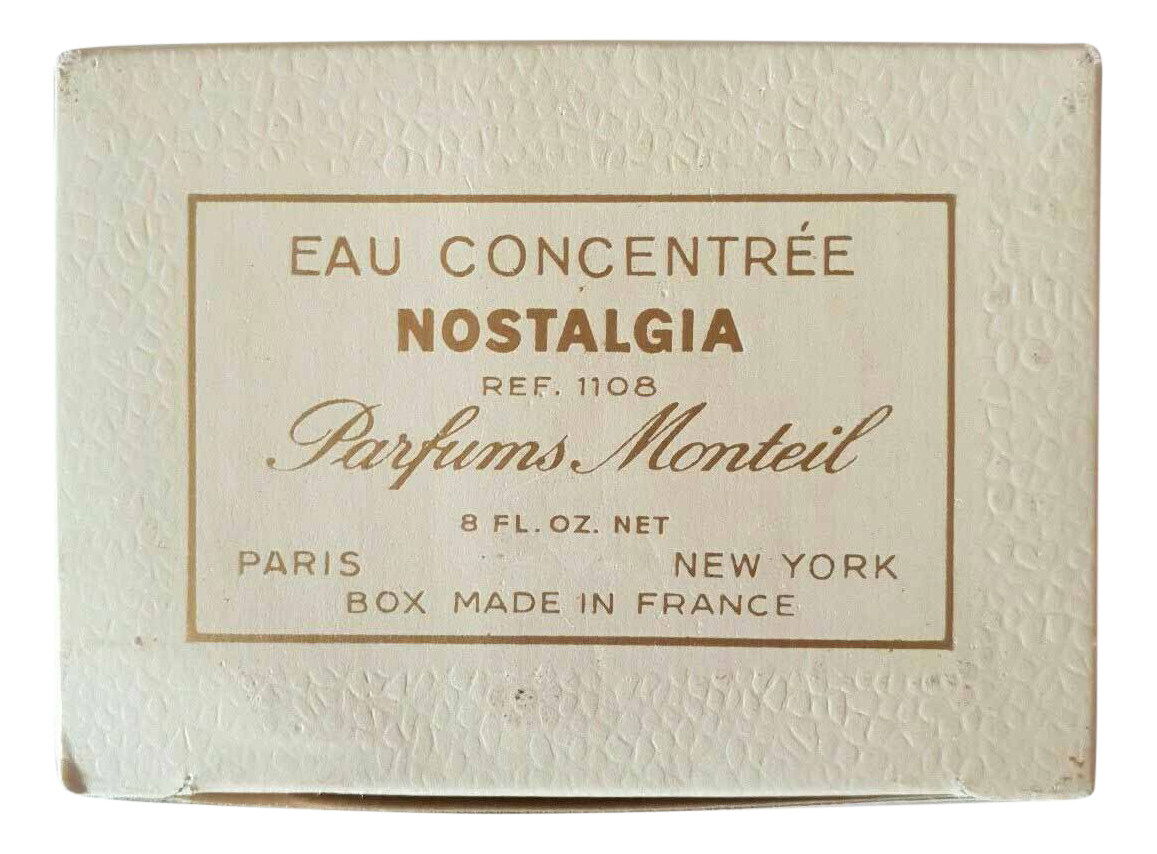 EAU CONCENTRÉE
NOSTALGIA
REF. 1108
Parfums Monteil
8 FL. OZ. NET
PARIS NEW YORK
BOX MADE IN FRANCE